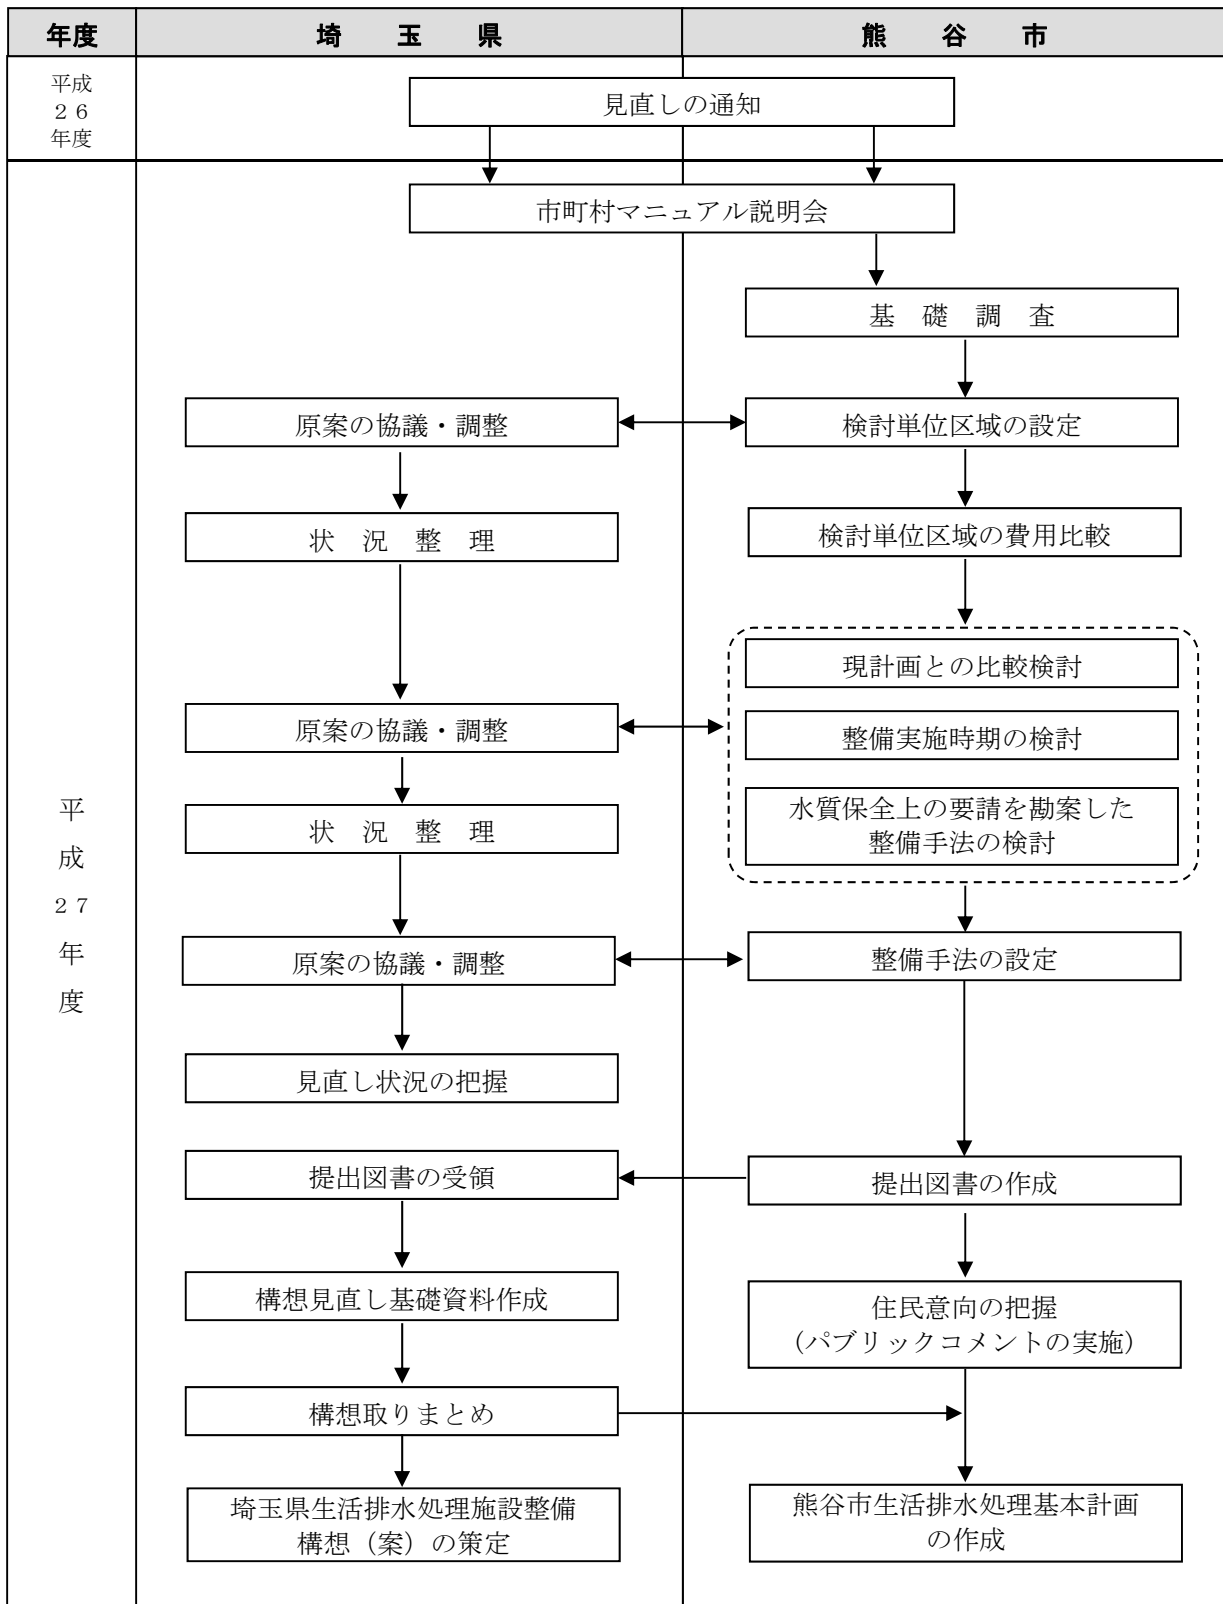 年度
埼　玉　県
熊　谷　市
平成
２６
年度
見直しの通知
市町村マニュアル説明会
基　礎　調　査
原案の協議・調整
検討単位区域の設定
状　況　整　理
検討単位区域の費用比較
現計画との比較検討
原案の協議・調整
整備実施時期の検討
状　況　整　理
水質保全上の要請を勘案した
整備手法の検討
平
成
２７
年
度
原案の協議・調整
整備手法の設定
見直し状況の把握
提出図書の受領
提出図書の作成
構想見直し基礎資料作成
住民意向の把握
（パブリックコメントの実施）
構想取りまとめ
埼玉県生活排水処理施設整備
構想（案）の策定
熊谷市生活排水処理基本計画
の作成